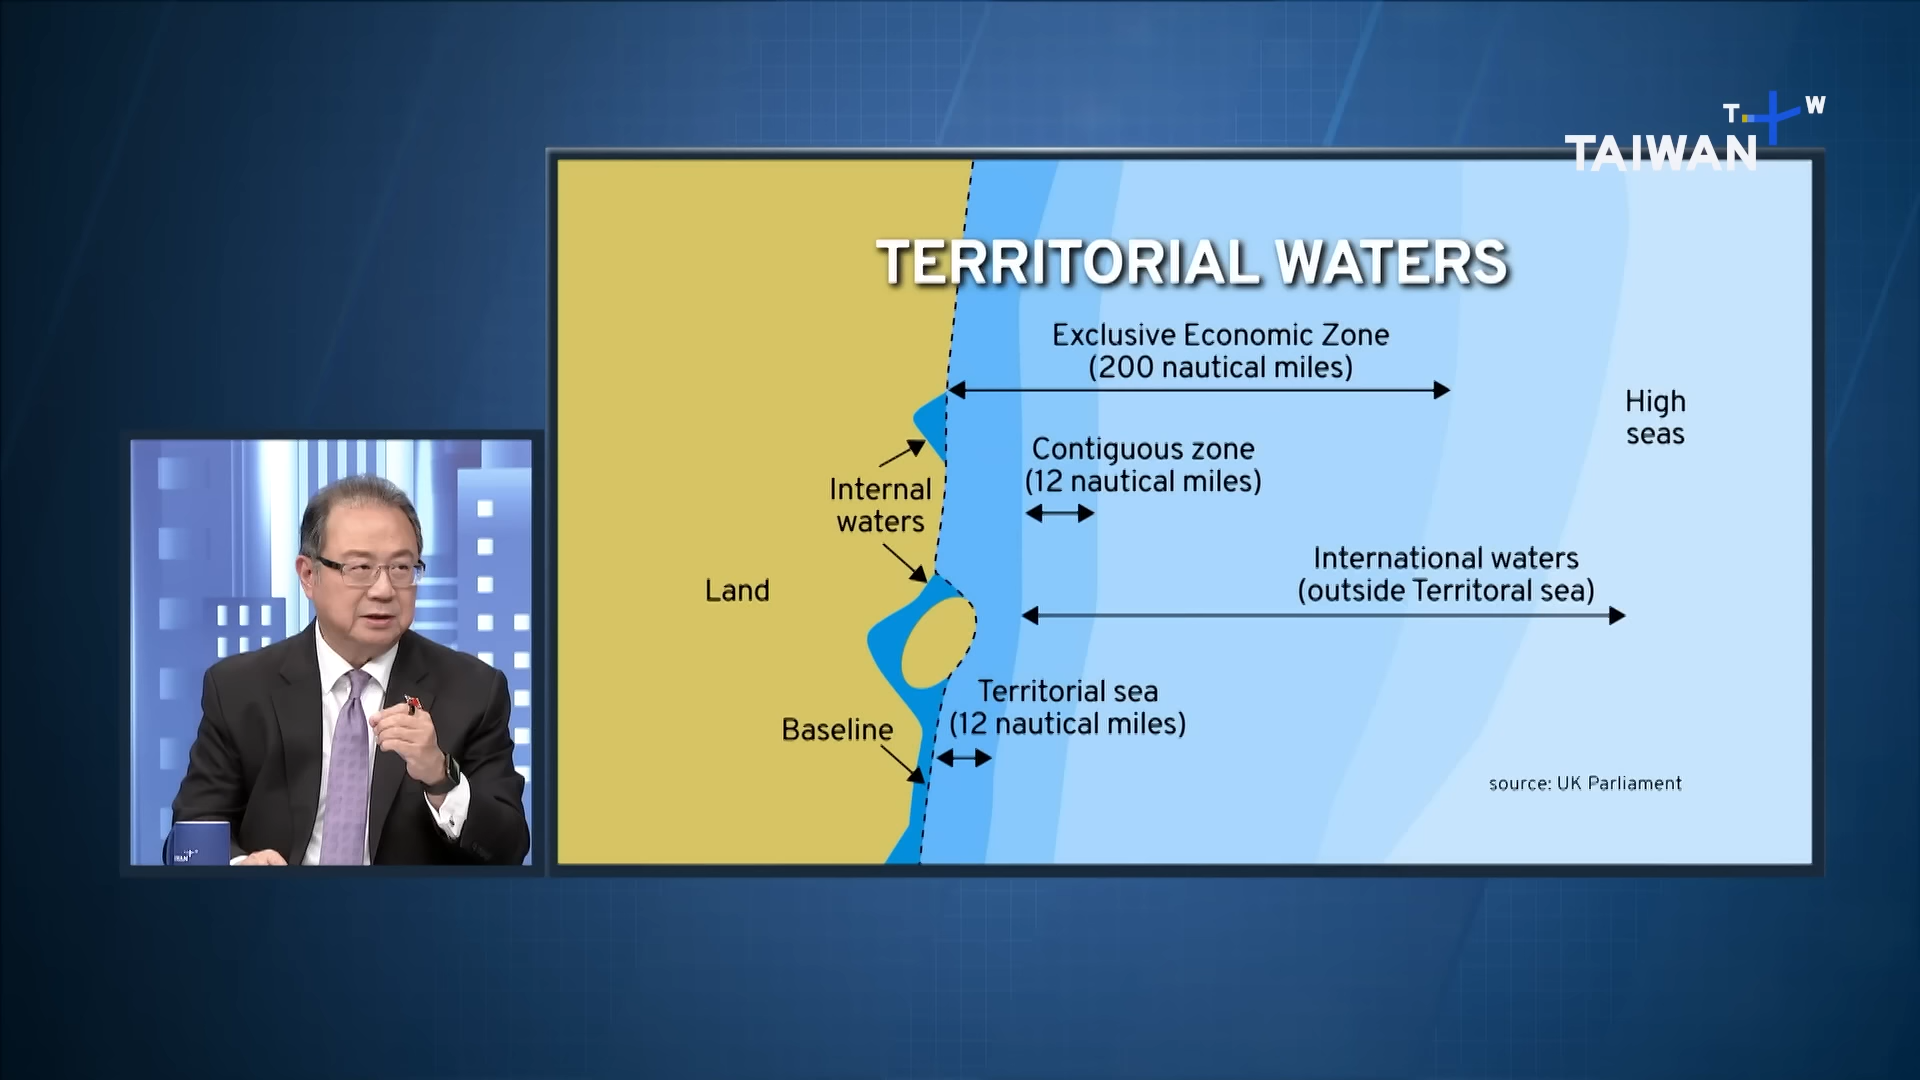 T W
TAIWAN
TERRITORIAL WATERS
Exclusive Economic Zone
(200 nautical miles)
High
seas
Contiguous zone
(12 nautical miles)
Internal
waters
International waters
(outside Territoral sea)
Land
Territorial sea
(12 nautical miles)
Baseline
source: UK Parliament